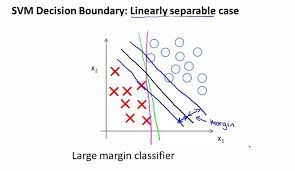 SVM Decision Boundary: Linearly separable case
x₂
margin
x₁
Large margin classifier